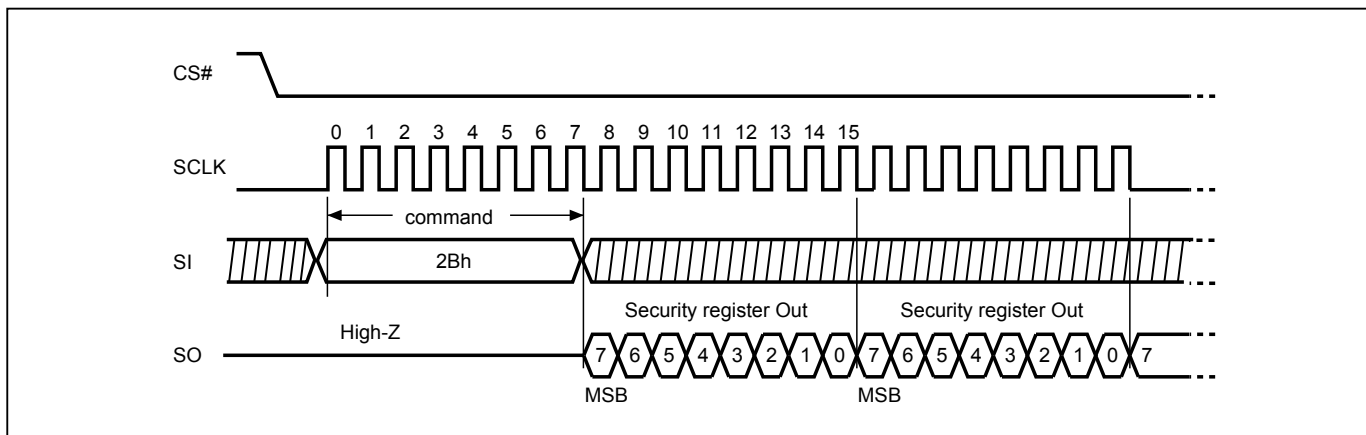 CS#
0 1 2 3 4 5 6 7 8 9 10 11 12 13 14 15
SCLK
command
SI
2Bh
Security register Out Security register Out
High-Z
SO
7 6 5 4 3 2 1 0 7 6 5 4 3 2 1 0 7
MSB MSB